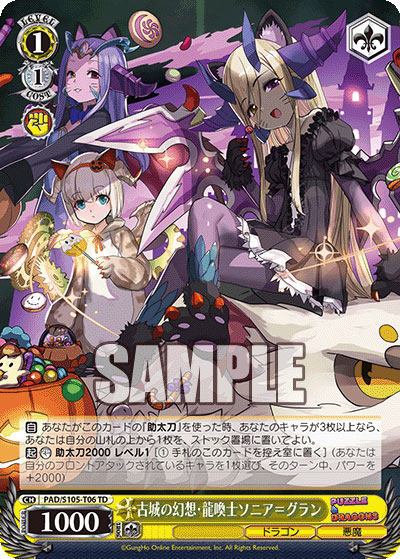 LEVEL
1
1
COST
SAMPLE
自 あなたがこのカードの「助太刀」を使った時、あなたのキャラが3枚以上なら、
あなたは自分の山札の上から1枚を、ストック置場に置いてよい。
起 助太刀2000 レベル1 [① 手札のこのカードを控え室に置く] (あなたは
自分のフロントアタックされているキャラを1枚選び、そのターン中、パワーを
+2000)
CH PAD/S105-T06 TD
古城の幻想・龍喚士ソニア=グラン
PUZZLE & DRAGONS
POWER
1000
SOUL
ドラゴン
悪魔
©GungHo Online Entertainment, Inc. All Rights Reserved.